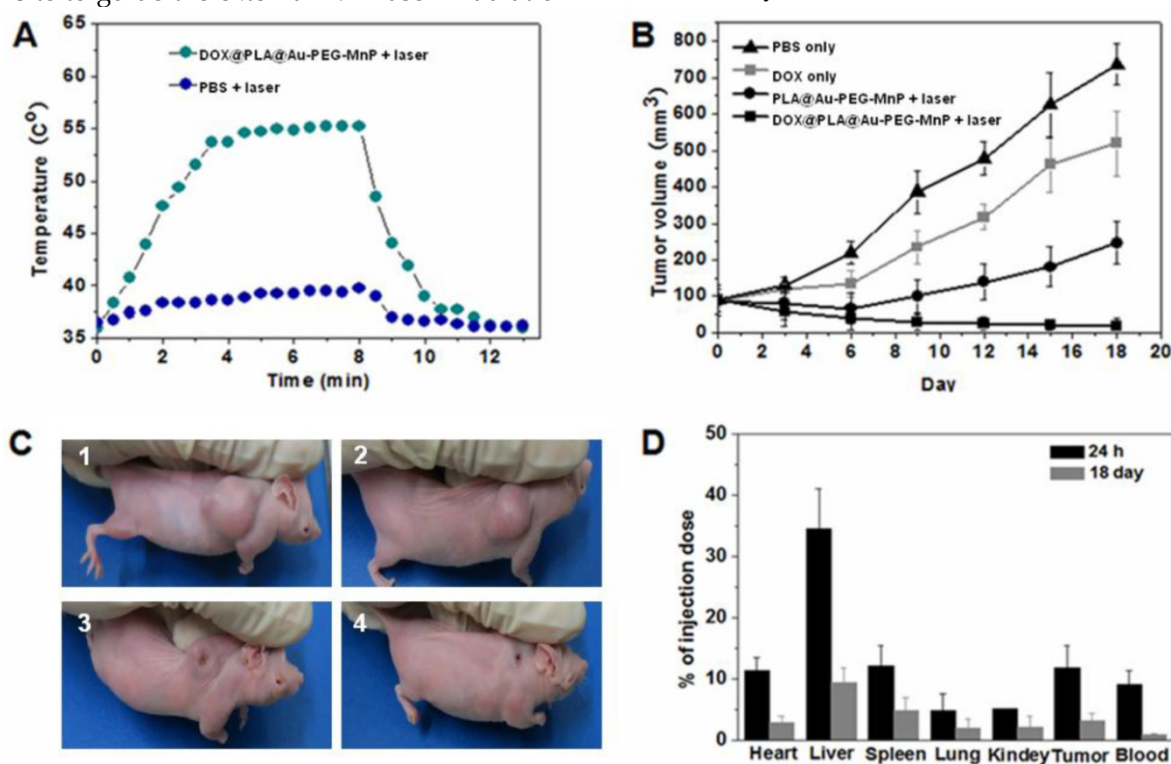 A
65
55
45
35
Temperature (C°)
DOX@PLA@Au-PEG-MnP + laser
PBS + laser
0 2 4 6 8 10 12
Time (min)
B
800
700
600
500
400
300
200
100
0
Tumor volume (mm³)
PBS only
DOX only
PLA@Au-PEG-MnP + laser
DOX@PLA@Au-PEG-MnP + laser
0 2 4 6 8 10 12 14 16 18 20
Day
C
1
2
3
4
D
50
40
30
20
10
0
% of injection dose
24 h
18 day
Heart Liver Spleen Lung Kindey Tumor Blood